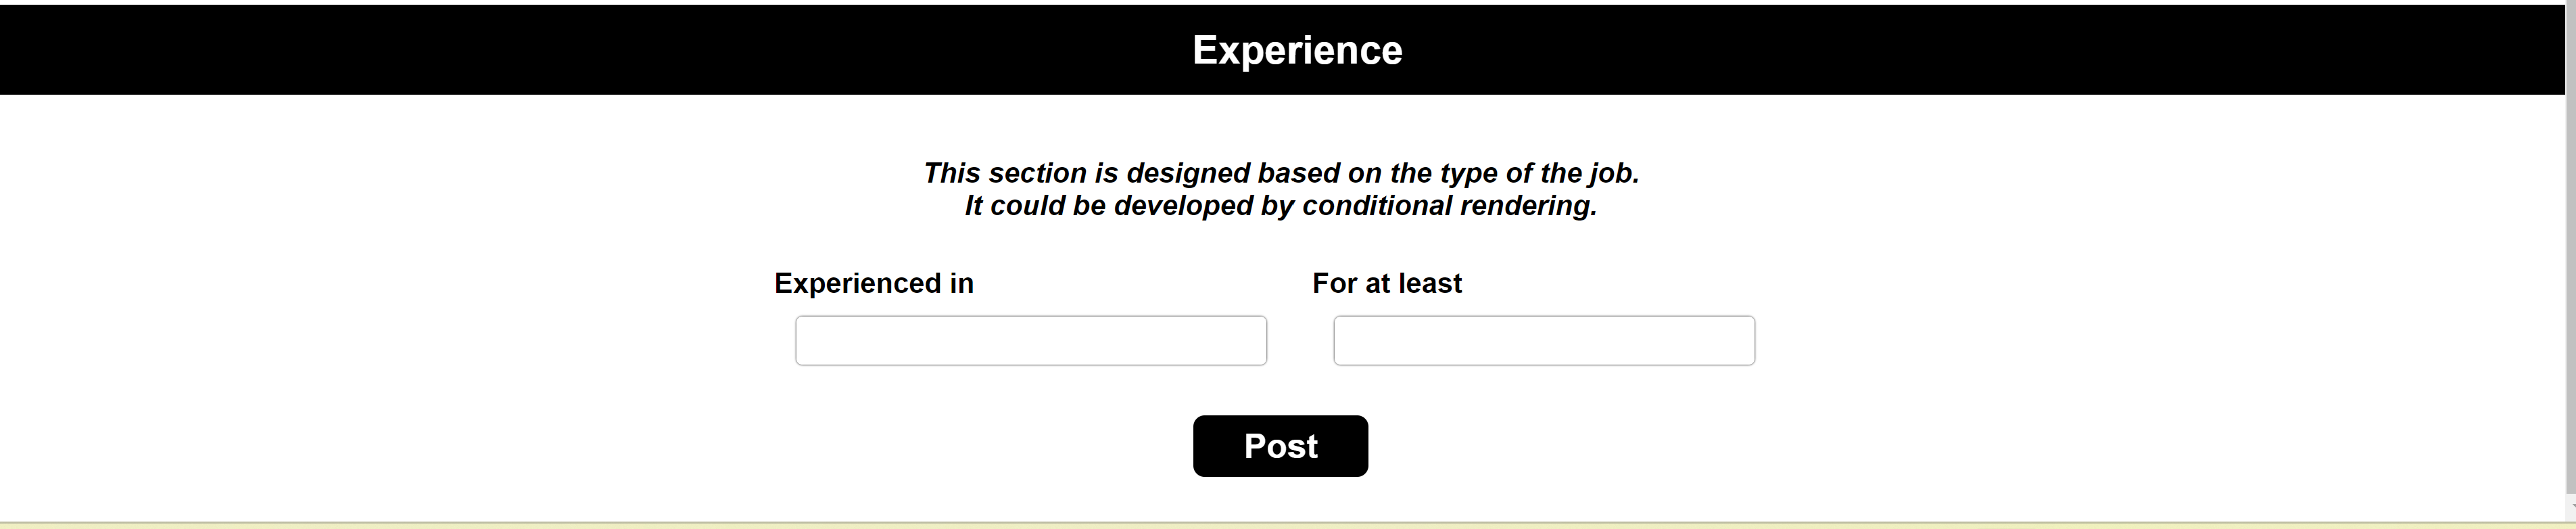 Experience
This section is designed based on the type of the job.
It could be developed by conditional rendering.
Experienced in
For at least
Post